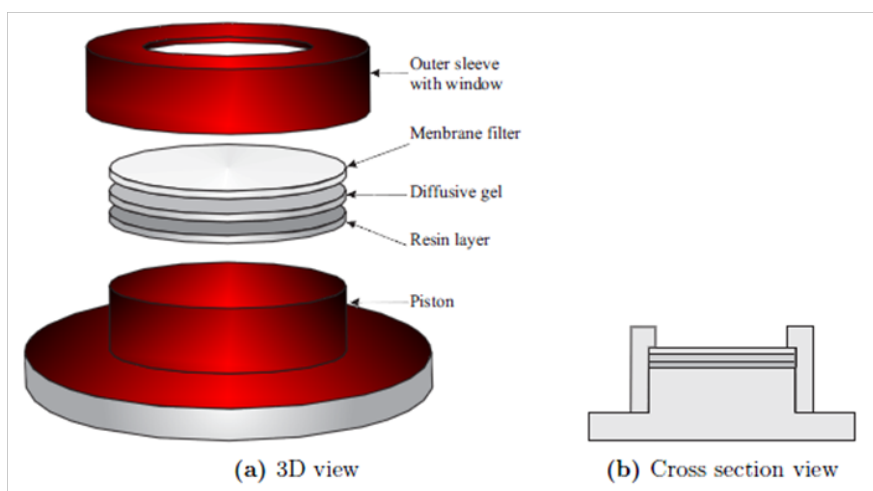 Outer sleeve
with window
Menbrane filter
Diffusive gel
Resin layer
Piston
(a) 3D view
(b) Cross section view